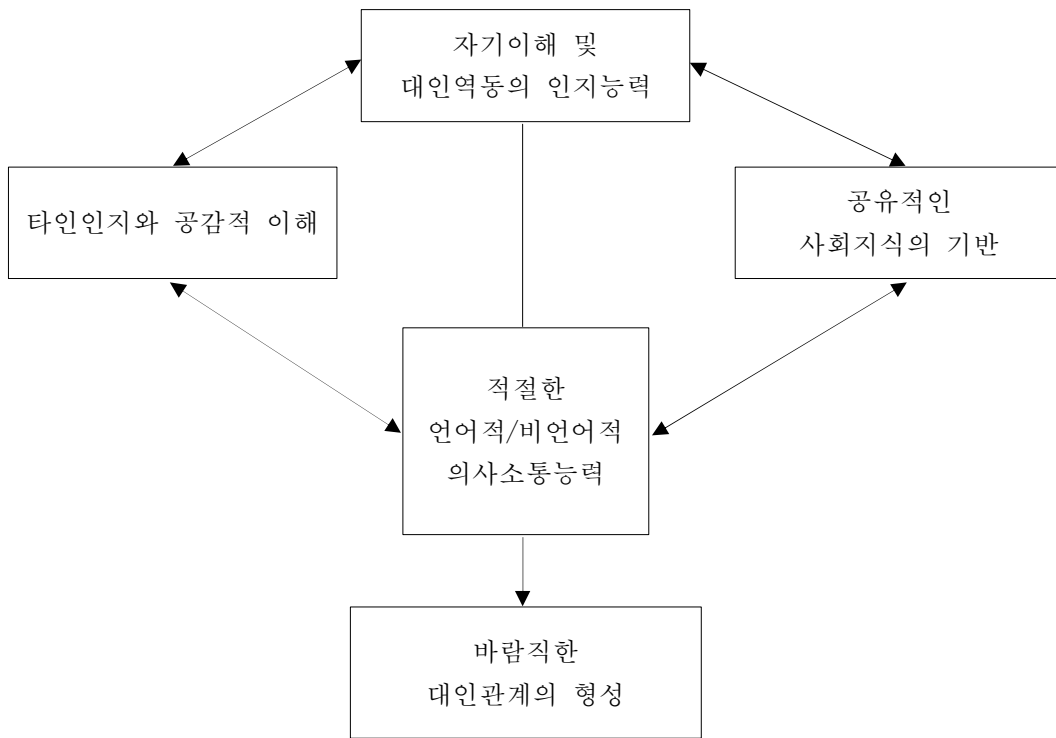 자기이해 및
대인역동의 인지능력
타인인지와 공감적 이해
공유적인
사회지식의 기반
적절한
언어적/비언어적
의사소통능력
바람직한
대인관계의 형성